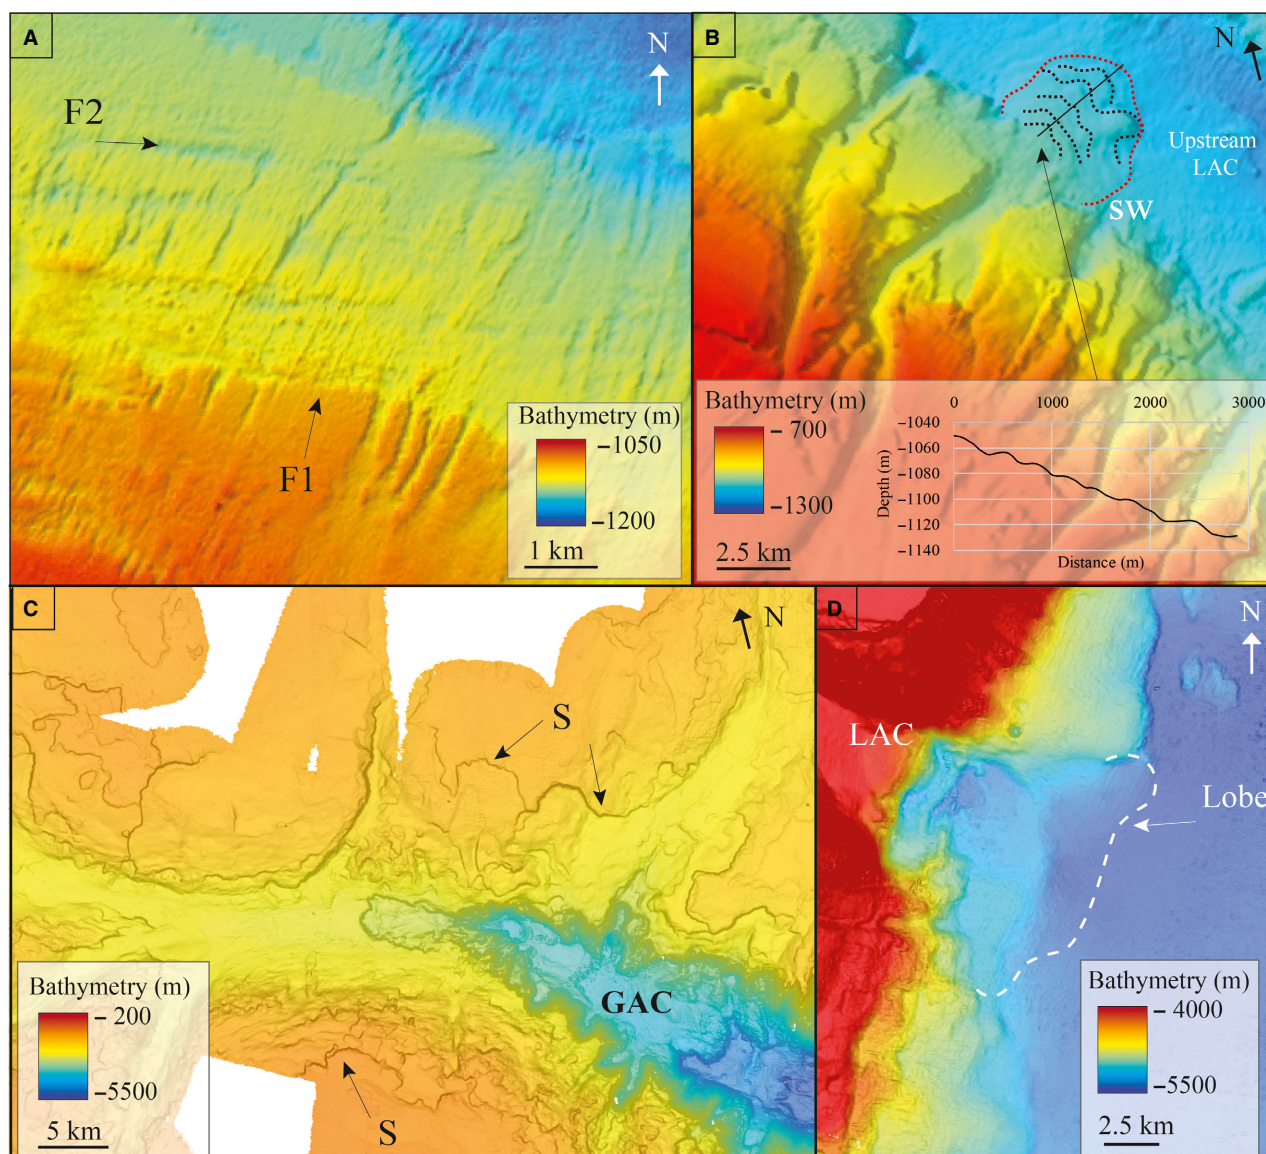 A
N
F2
F1
Bathymetry (m)
−1050
−1200
1 km
B
N
Upstream
LAC
SW
Bathymetry (m)
− 700
−1300
2.5 km
0
1000
2000
3000
−1040
−1060
−1080
−1100
−1120
−1140
Depth (m)
Distance (m)
C
N
S
GAC
S
Bathymetry (m)
− 200
−5500
5 km
D
N
LAC
Lobe
Bathymetry (m)
− 4000
−5500
2.5 km